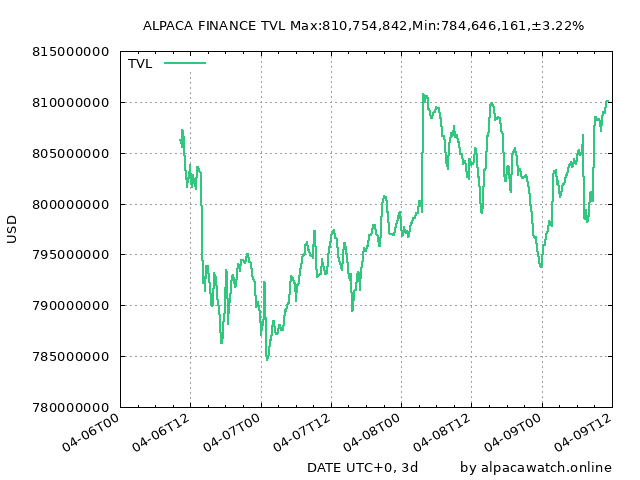 ALPACA FINANCE TVL Max:810,754,842,Min:784,646,161,±3.22%
815000000
TVL
810000000
805000000
800000000
795000000
790000000
785000000
780000000
USD
04-06T00
04-06T12
04-07T00
04-07T12
04-08T00
04-08T12
04-09T00
04-09T12
DATE UTC+0, 3d
by alpacawatch.online